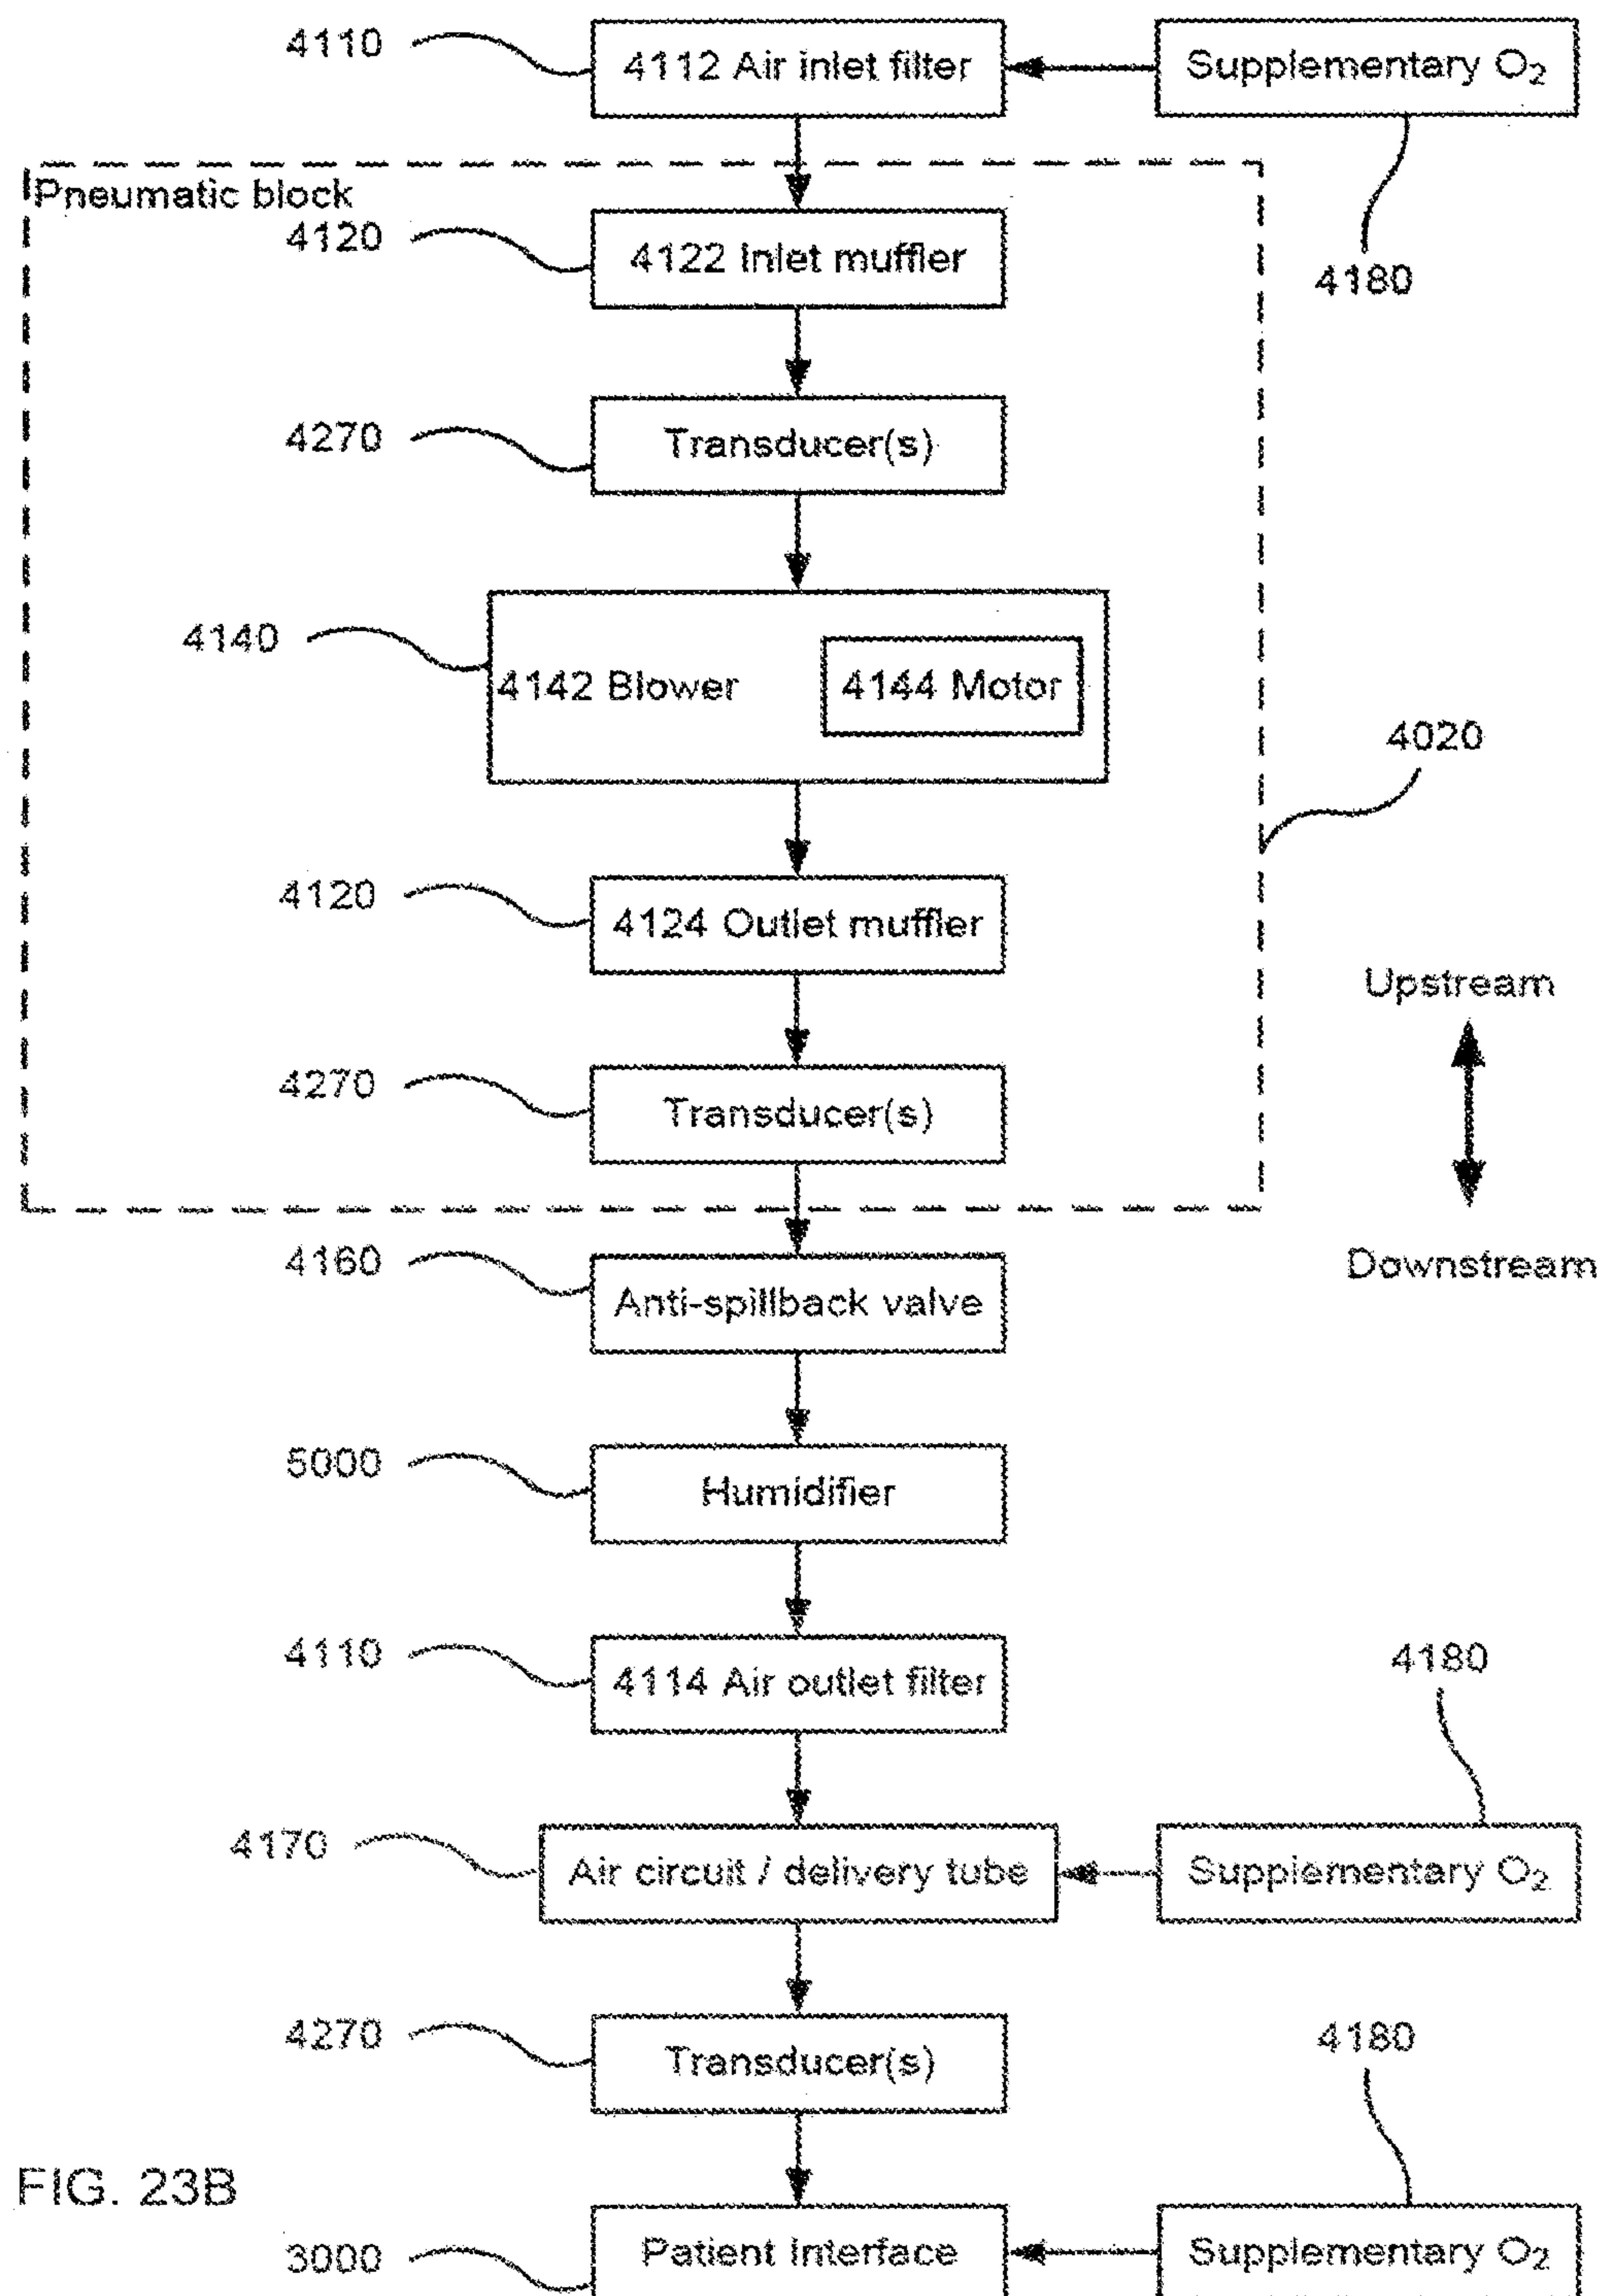 4110
4112 Air inlet filter
Supplementary O₂
Pneumatic block
4120
4122 Inlet muffler
4180
4270
Transducer(s)
4140
4142 Blower
4144 Motor
4020
4120
4124 Outlet muffler
Upstream
4270
Transducer(s)
4160
Anti-spillback valve
Downstream
5000
Humidifier
4110
4114 Air outlet filter
4180
4170
Air circuit / delivery tube
Supplementary O₂
4270
Transducer(s)
4180
FIG. 23B
3000
Patient Interface
Supplementary O₂